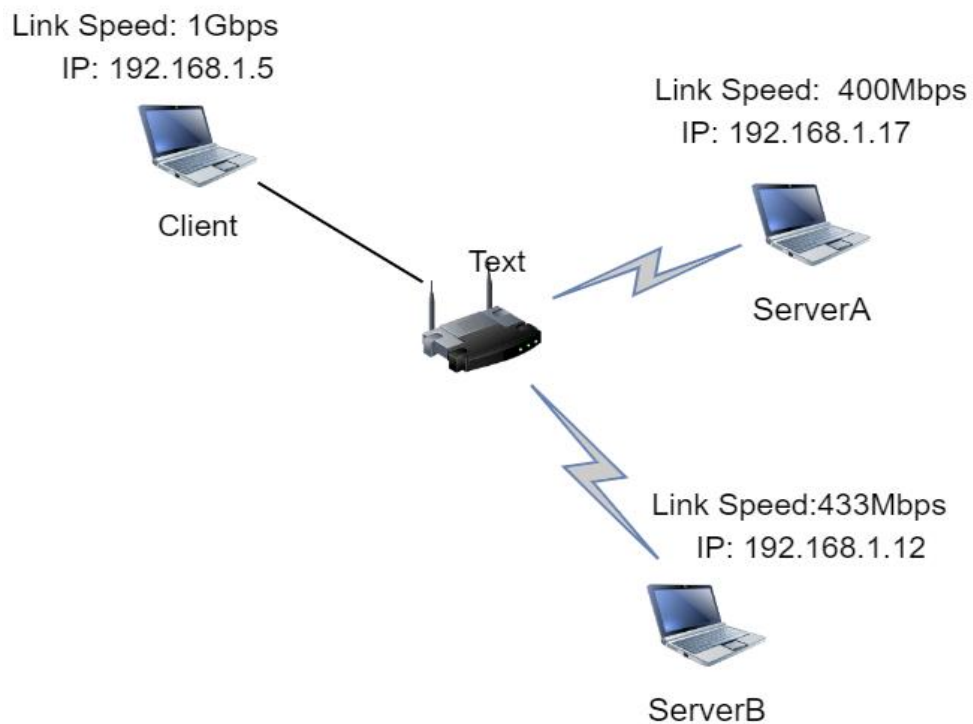 Link Speed: 1Gbps
IP: 192.168.1.5
Client
Link Speed:  400Mbps
IP: 192.168.1.17
ServerA
Text
Link Speed:433Mbps
IP: 192.168.1.12
ServerB